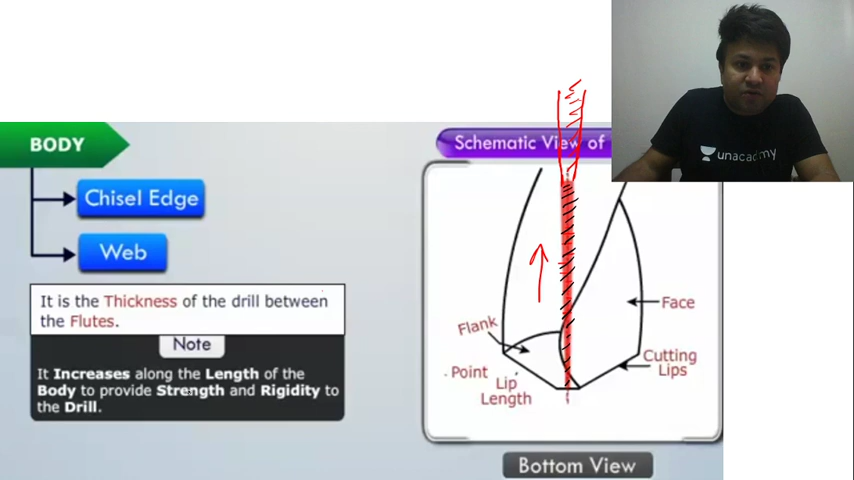 BODY
Chisel Edge
Web
It is the Thickness of the drill between
the Flutes.
Note
It Increases along the Length of the
Body to provide Strength and Rigidity to
the Drill.
Schematic View of
unacademy
Flank
Face
Point
Lip
Length
Cutting
Lips
Bottom View